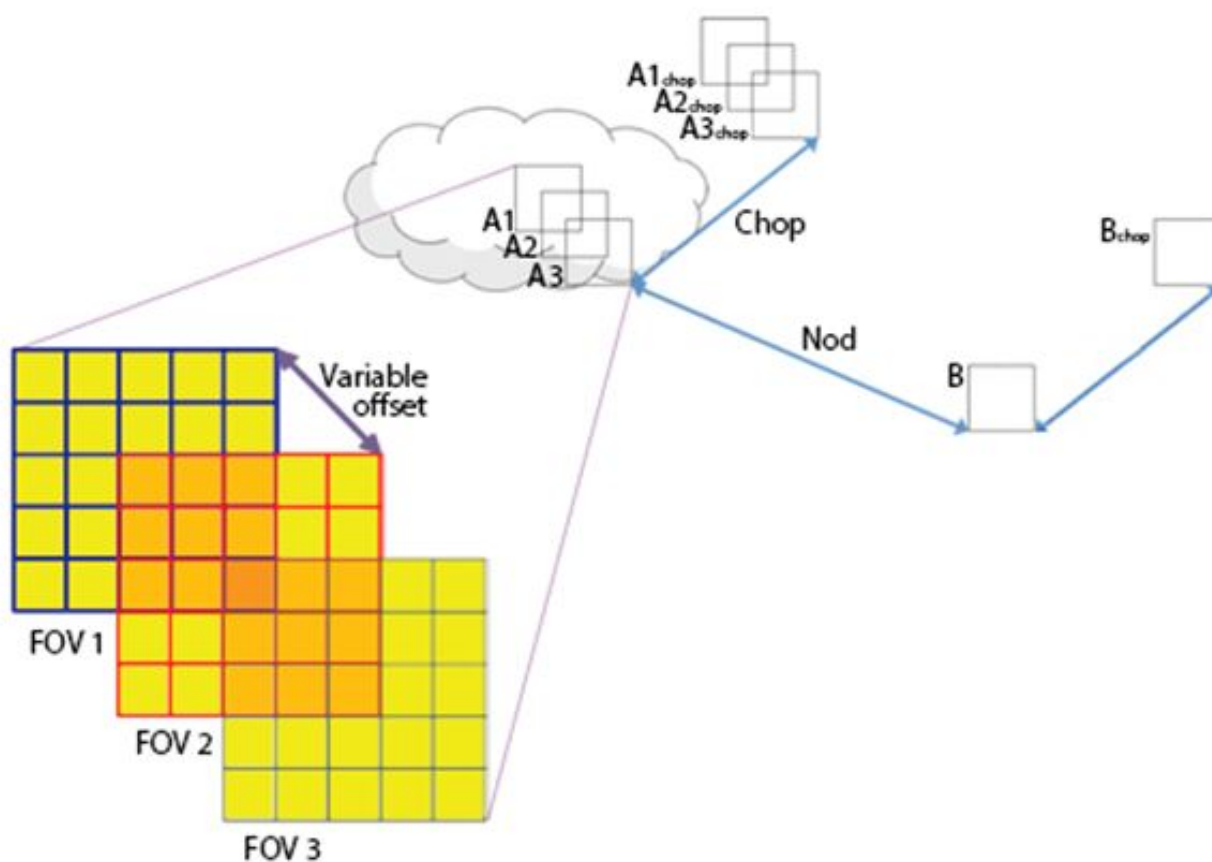 A1chop
A2chop
A3chop
A1
A2
A3
Chop
Bchop
Nod
B
Variable
offset
FOV 1
FOV 2
FOV 3